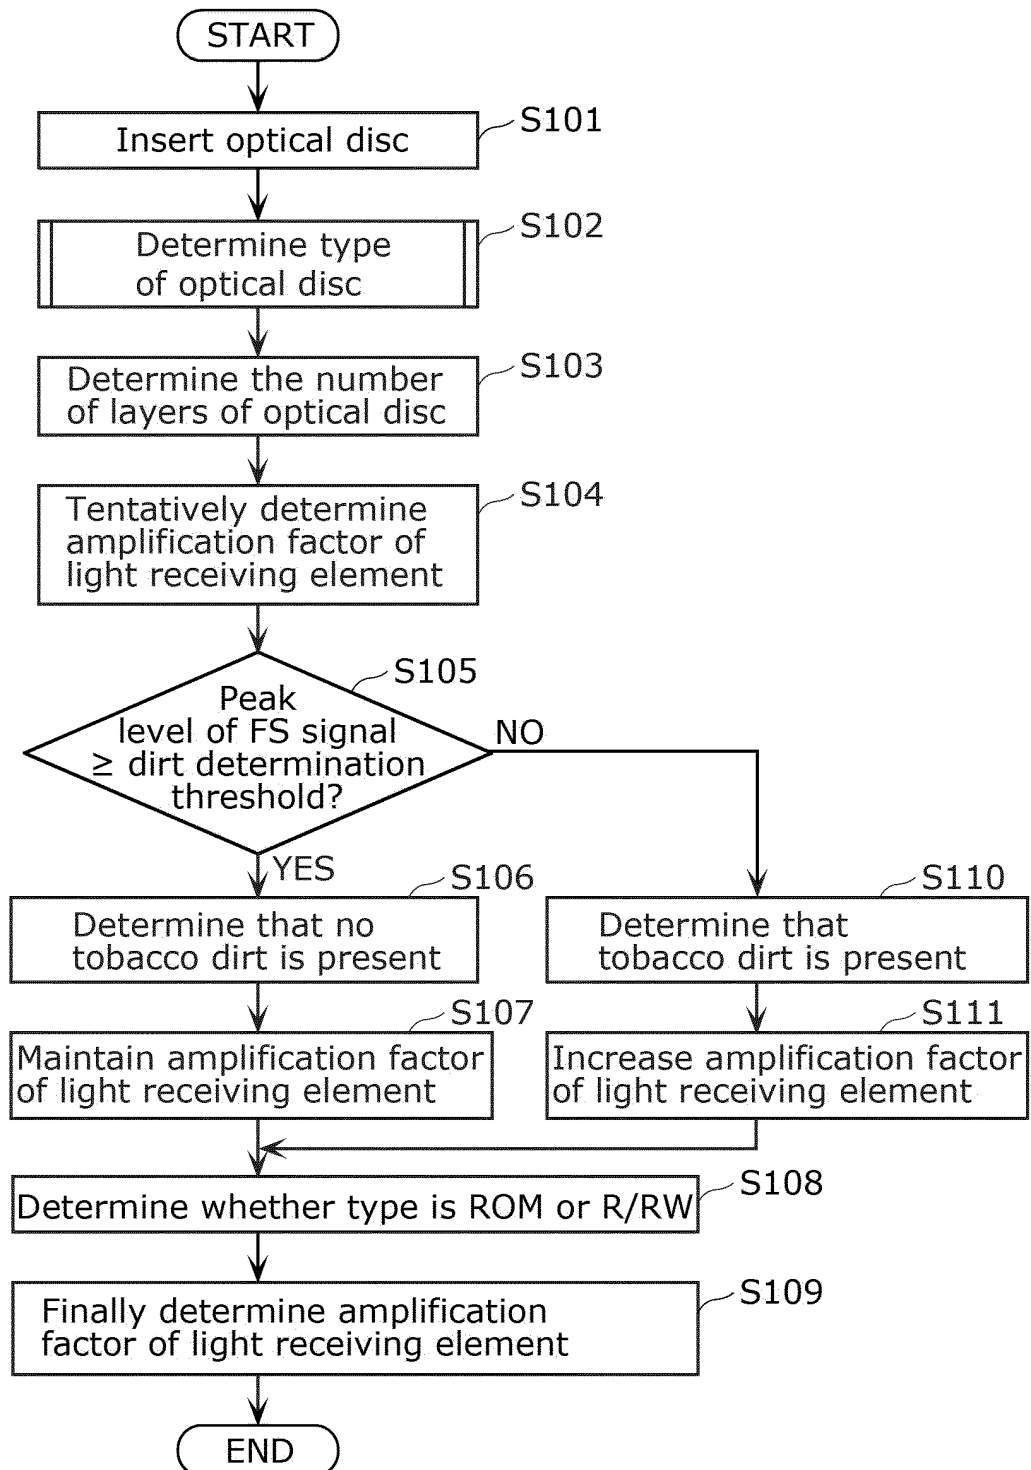 START
Insert optical disc
S101
Determine type
of optical disc
S102
Determine the number
of layers of optical disc
S103
Tentatively determine
amplification factor of
light receiving element
S104
Peak
level of FS signal
≥ dirt determination
threshold?
S105
NO
YES
Determine that no
tobacco dirt is present
S106
Determine that
tobacco dirt is present
S110
Maintain amplification factor
of light receiving element
S107
Increase amplification factor
of light receiving element
S111
Determine whether type is ROM or R/RW
S108
Finally determine amplification
factor of light receiving element
S109
END